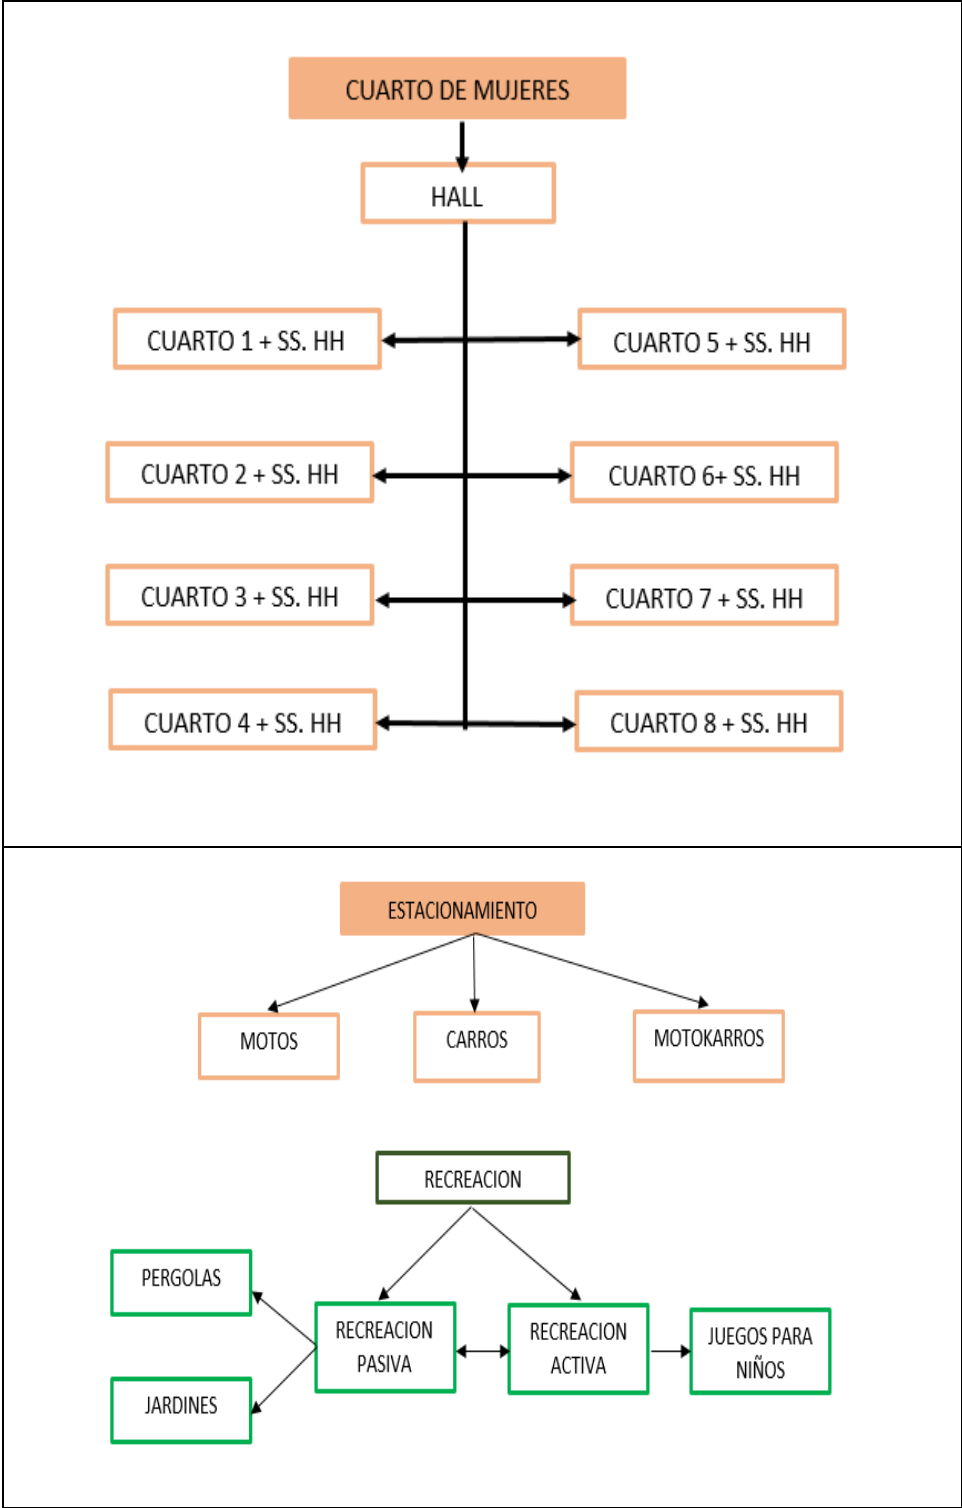 CUARTO DE MUJERES
HALL
CUARTO 1 + SS. HH
CUARTO 5 + SS. HH
CUARTO 2 + SS. HH
CUARTO 6+ SS. HH
CUARTO 3 + SS. HH
CUARTO 7 + SS. HH
CUARTO 4 + SS. HH
CUARTO 8 + SS. HH
ESTACIONAMIENTO
MOTOS
CARROS
MOTOKARROS
RECREACION
PERGOLAS
JARDINES
RECREACION
PASIVA
RECREACION
ACTIVA
JUEGOS PARA
NIÑOS